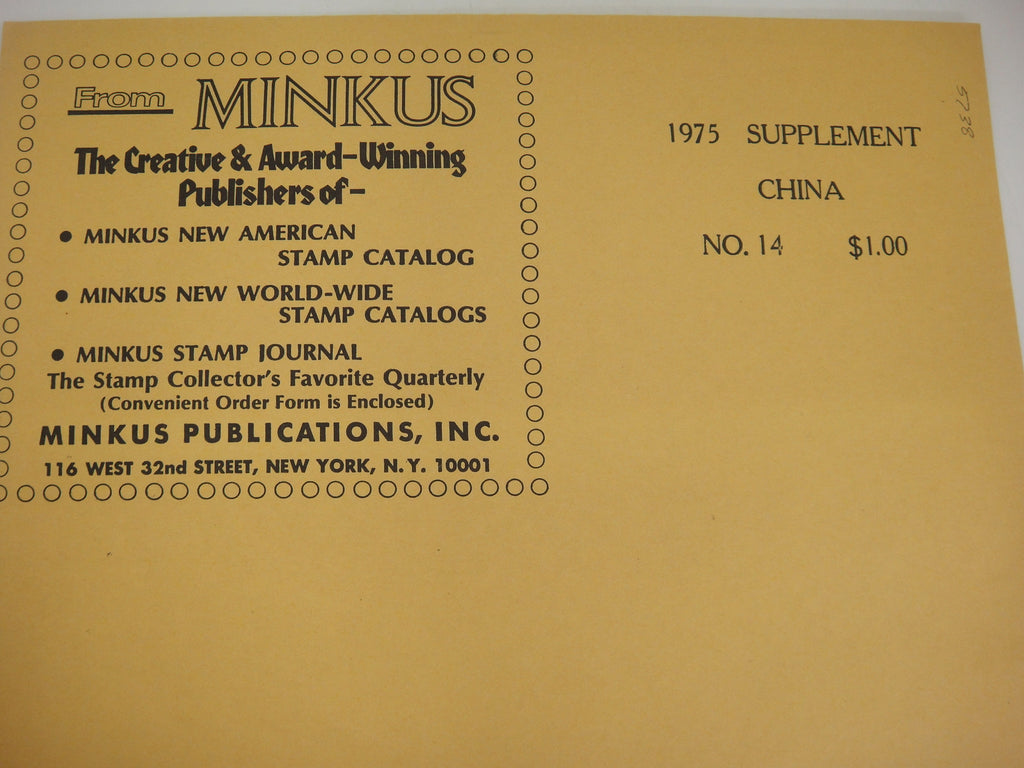 From MINKUS
The Creative & Award-Winning
Publishers of-
• MINKUS NEW AMERICAN
STAMP CATALOG
• MINKUS NEW WORLD-WIDE
STAMP CATALOGS
• MINKUS STAMP JOURNAL
The Stamp Collector's Favorite Quarterly
(Convenient Order Form is Enclosed)
MINKUS PUBLICATIONS, INC.
116 WEST 32nd STREET, NEW YORK, N.Y. 10001
1975 SUPPLEMENT
CHINA
NO. 14 $1.00
5738